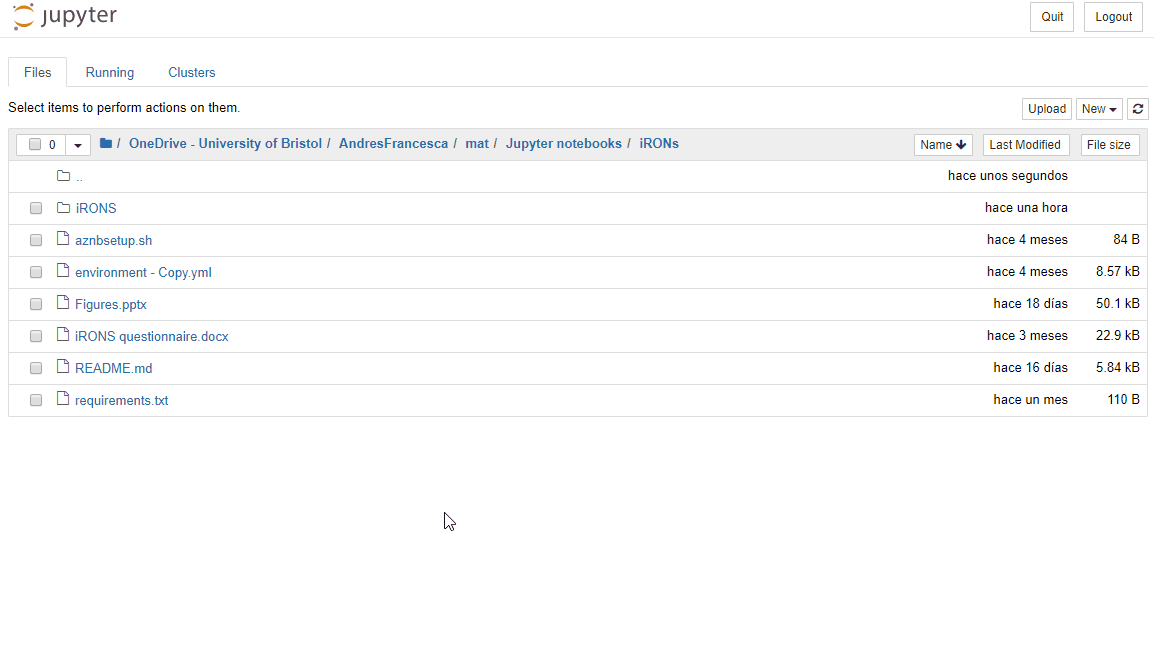 jupyter Quit Logout
Files Running Clusters
Select items to perform actions on them. Upload New
0 / OneDrive - University of Bristol / AndresFrancesca / mat / Jupyter notebooks / iRONs Name Last Modified File size
.. hace unos segundos
iRONS hace una hora
aznbsetup.sh hace 4 meses 84 B
environment - Copy.yml hace 4 meses 8.57 kB
Figures.pptx hace 18 días 50.1 kB
iRONS questionnaire.docx hace 3 meses 22.9 kB
README.md hace 16 días 5.84 kB
requirements.txt hace un mes 110 B